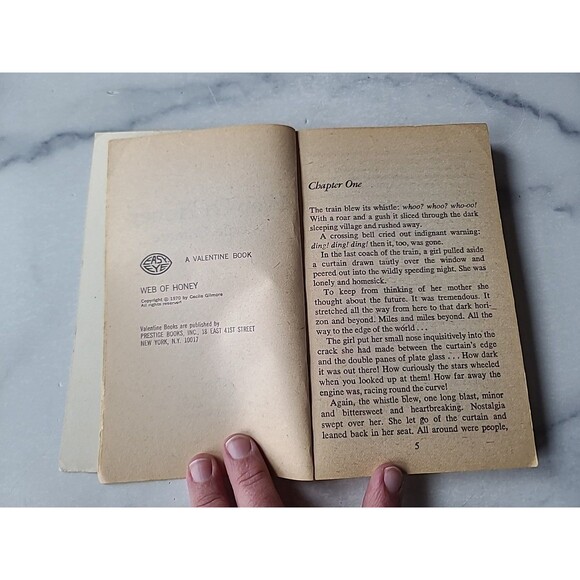 EASY
EYE
A VALENTINE BOOK
WEB OF HONEY
Copyright © 1970 by Cecile Gilmore
All rights reserved
Valentine Books are published by
PRESTIGE BOOKS, INC., 18 EAST 41ST STREET
NEW YORK, N.Y. 10017
Chapter One
The train blew its whistle: whoo? whoo? who-oo!
With a roar and a gush it sliced through the dark
sleeping village and rushed away.
A crossing bell cried out indignant warning:
ding! ding! ding! then it, too, was gone.
In the last coach of the train, a girl pulled aside
a curtain drawn tautly over the window and
peered out into the wildly speeding night. She was
lonely and homesick.
To keep from thinking of her mother she
thought about the future. It was tremendous. It
stretched all the way from here to that dark hori-
zon and beyond. Miles and miles beyond. All the
way to the edge of the world . . .
The girl put her small nose inquisitively into the
crack she had made between the curtain's edge
and the double panes of plate glass . . . How dark
it was out there! How curiously the stars wheeled
when you looked up at them! How far away the
engine was, racing round the curve!
Again, the whistle blew, one long blast, minor
and bittersweet and heartbreaking. Nostalgia
swept over her. She let go of the curtain and
leaned back in her seat. All around were people,
5